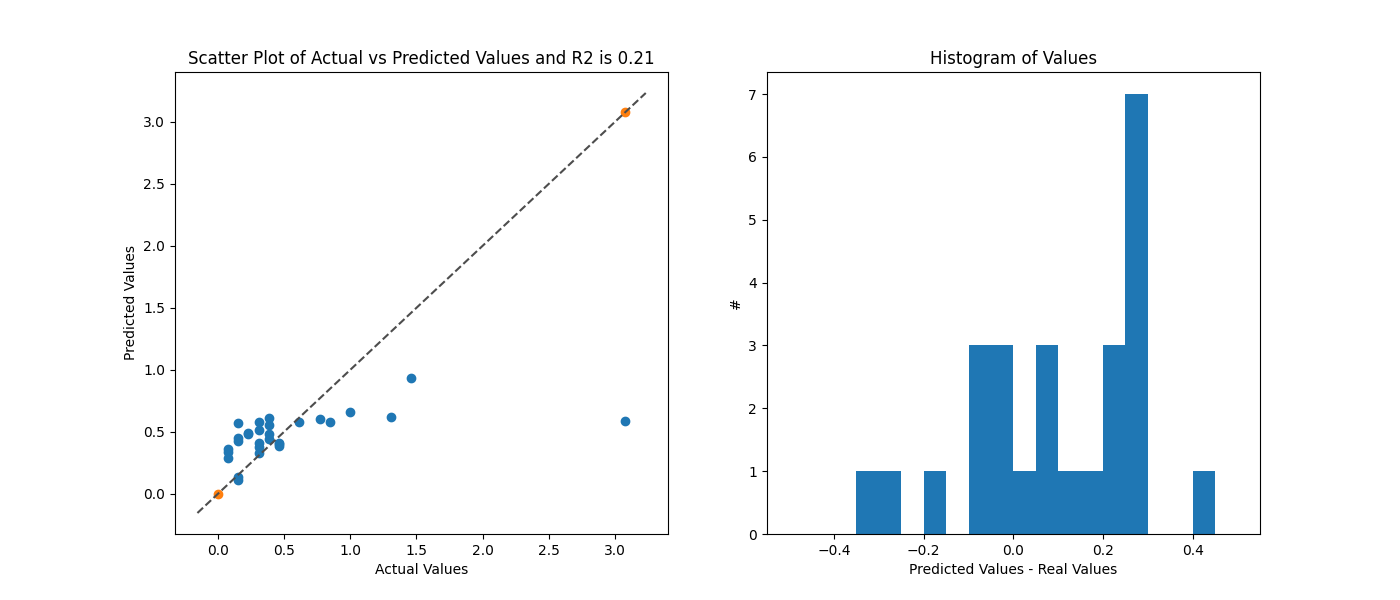 Scatter Plot of Actual vs Predicted Values and R2 is 0.21
3.0
2.5
2.0
1.5
1.0
0.5
0.0
Predicted Values
0.0 0.5 1.0 1.5 2.0 2.5 3.0
Actual Values
Histogram of Values
7
6
5
4
3
2
1
0
#
−0.4 −0.2 0.0 0.2 0.4
Predicted Values - Real Values